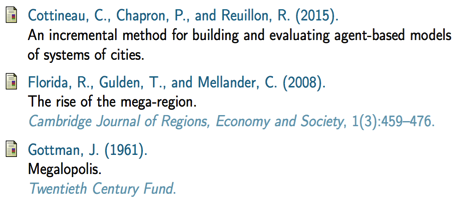 Cottineau, C., Chapron, P., and Reuillon, R. (2015).
An incremental method for building and evaluating agent-based models
of systems of cities.
Florida, R., Gulden, T., and Mellander, C. (2008).
The rise of the mega-region.
Cambridge Journal of Regions, Economy and Society, 1(3):459–476.
Gottman, J. (1961).
Megalopolis.
Twentieth Century Fund.